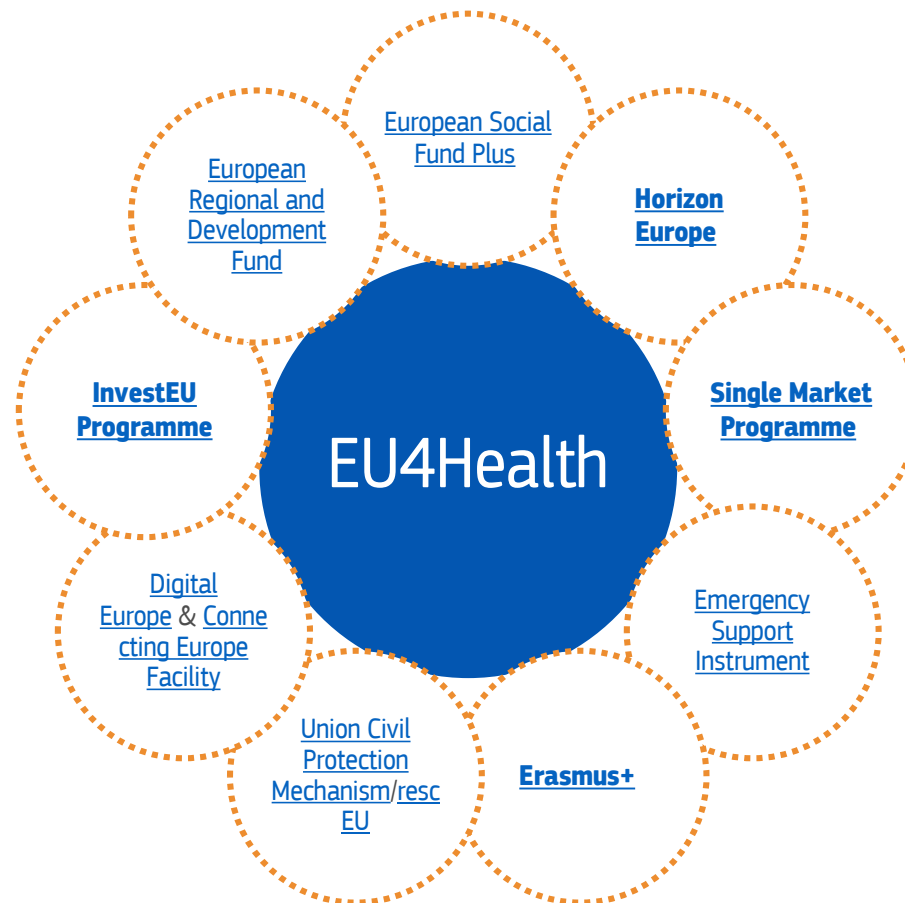 European Social
Fund Plus
European
Regional and
Development
Fund
Horizon
Europe
InvestEU
Programme
Single Market
Programme
EU4Health
Digital
Europe & Conne
cting Europe
Facility
Emergency
Support
Instrument
Union Civil
Protection
Mechanism/resc
EU
Erasmus+